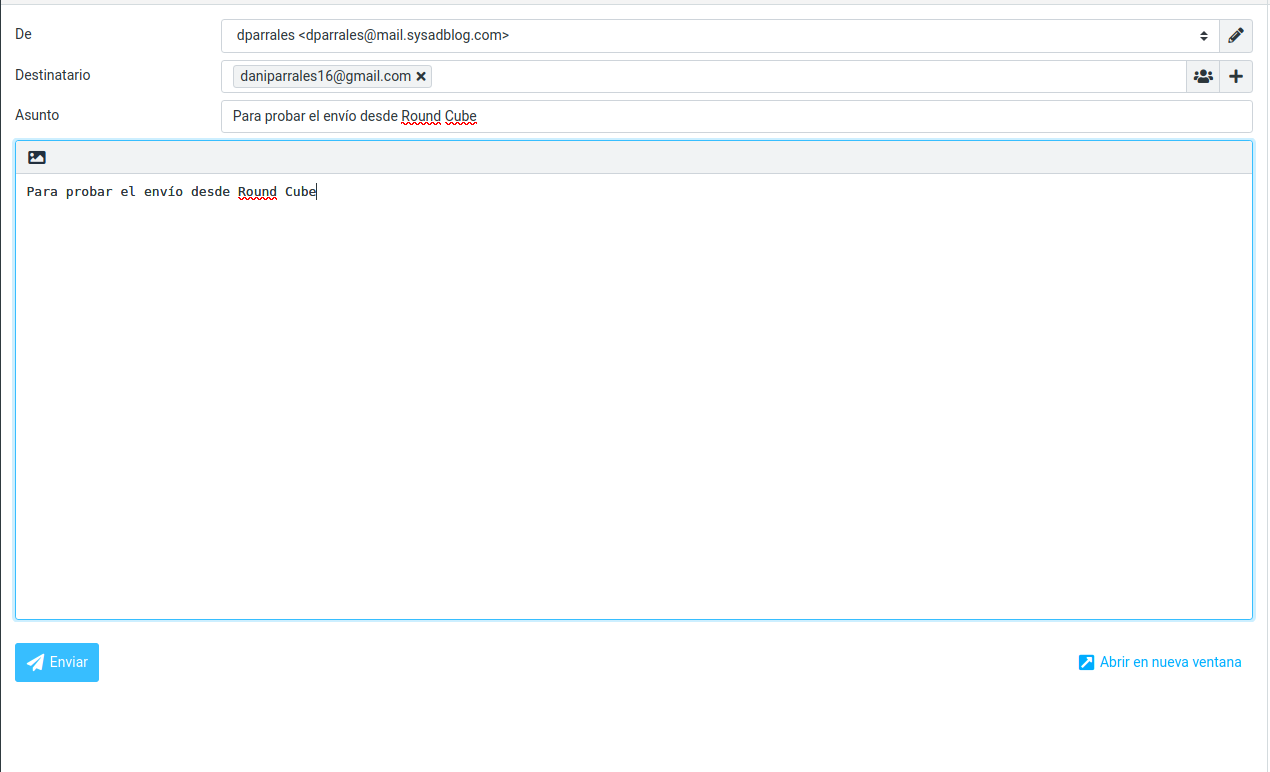 De
dparrales <dparrales@mail.sysadblog.com>
Destinatario
daniparrales16@gmail.com
Asunto
Para probar el envío desde Round Cube
Para probar el envío desde Round Cube
Enviar
Abrir en nueva ventana